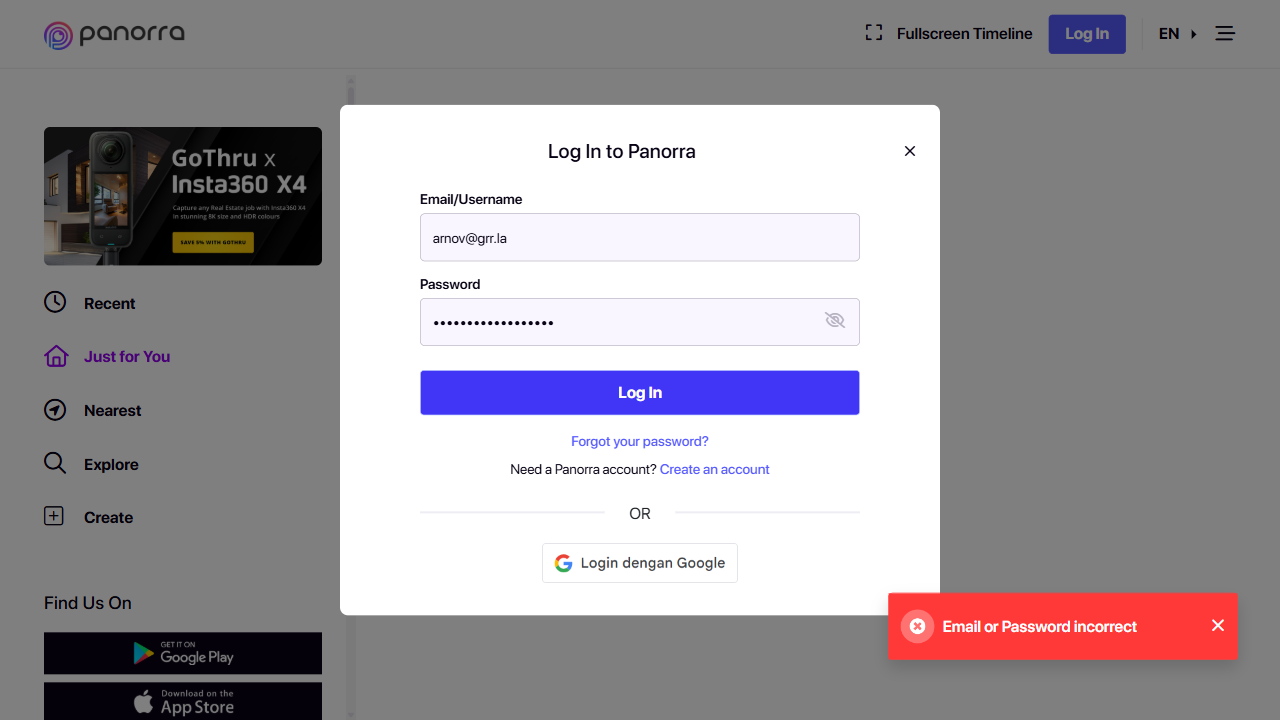 panorra
Fullscreen Timeline
Log In
EN
GoThru x
Insta360 X4
Capture any Real Estate job with Insta360 X4
in stunning 8K size and HDR colours
SAVE 5% WITH GOTHRU
Recent
Just for You
Nearest
Explore
Create
Find Us On
GET IT ON
Google Play
Download on the
App Store
Log In to Panorra
Email/Username
arnov@grr.la
Password
••••••••••••••••••
Log In
Forgot your password?
Need a Panorra account? Create an account
OR
Login dengan Google
Email or Password incorrect